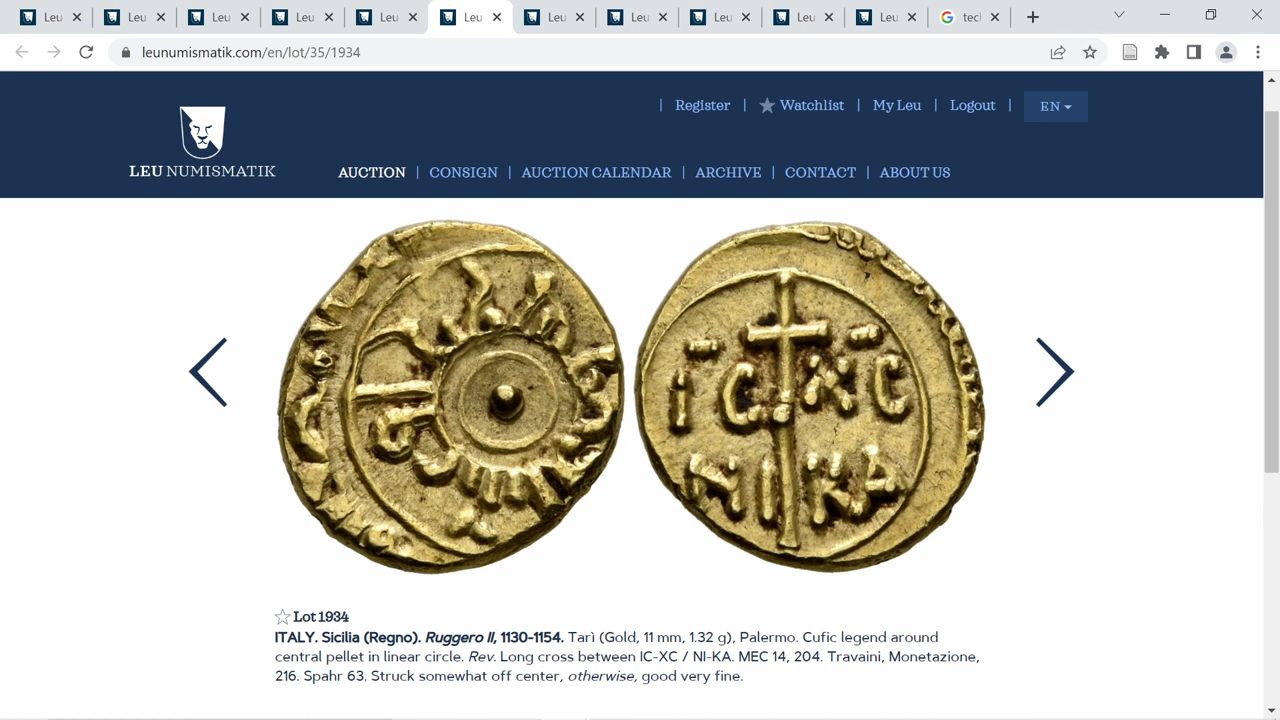 Leu
Leu
Leu
Leu
Leu
Leu
Leu
Leu
Leu
Leu
Leu
tecl
leunumismatik.com/en/lot/35/1934
| Register | Watchlist | My Leu | Logout | EN
LEU NUMISMATIK
AUCTION | CONSIGN | AUCTION CALENDAR | ARCHIVE | CONTACT | ABOUT US
IC XC
NIKA
Lot 1934
ITALY. Sicilia (Regno). Ruggero II, 1130-1154. Tarì (Gold, 11 mm, 1.32 g), Palermo. Cufic legend around
central pellet in linear circle. Rev. Long cross between IC-XC / NI-KA. MEC 14, 204. Travaini, Monetazione,
216. Spahr 63. Struck somewhat off center, otherwise, good very fine.